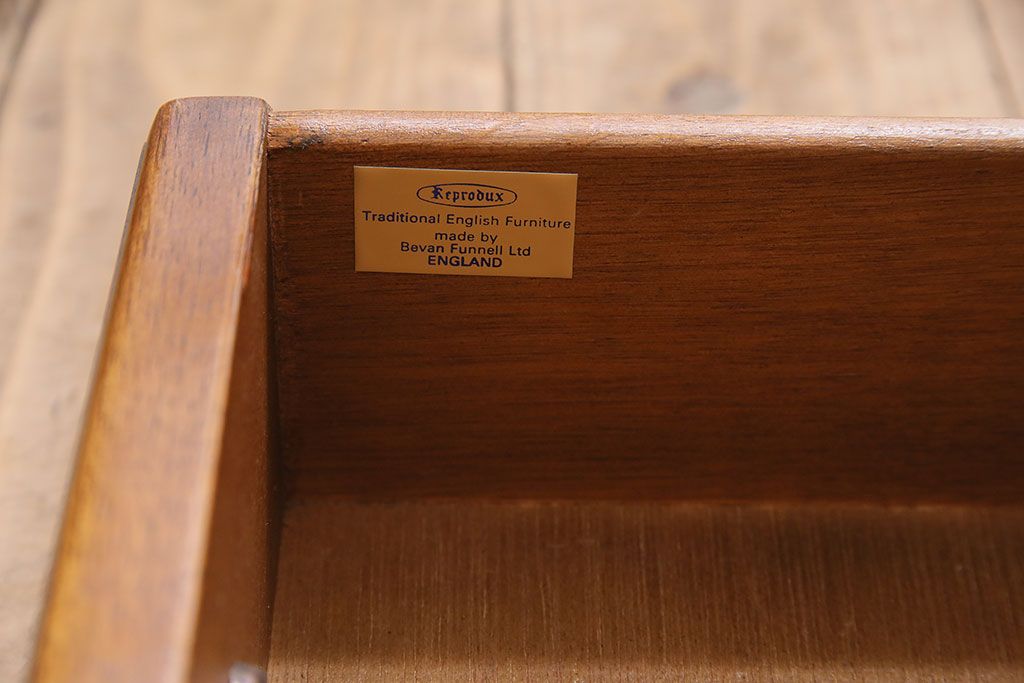 Reprodux
Traditional English Furniture
made by
Bevan Funnell Ltd
ENGLAND